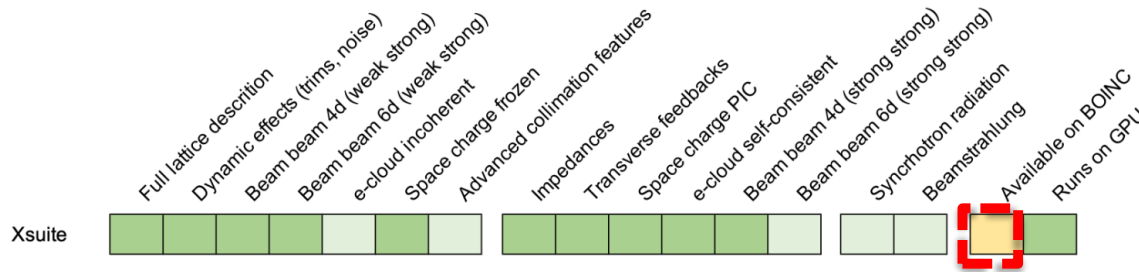 Full lattice descrition
Dynamic effects (trims, noise)
Beam beam 4d (weak strong)
Beam beam 6d (weak strong)
e-cloud incoherent
Space charge frozen
Advanced collimation features
Impedances
Transverse feedbacks
Space charge PIC
e-cloud self-consistent
Beam beam 4d (strong strong)
Beam beam 6d (strong strong)
Synchotron radiation
Beamstrahlung
Available on BOINC
Runs on GPU
Xsuite